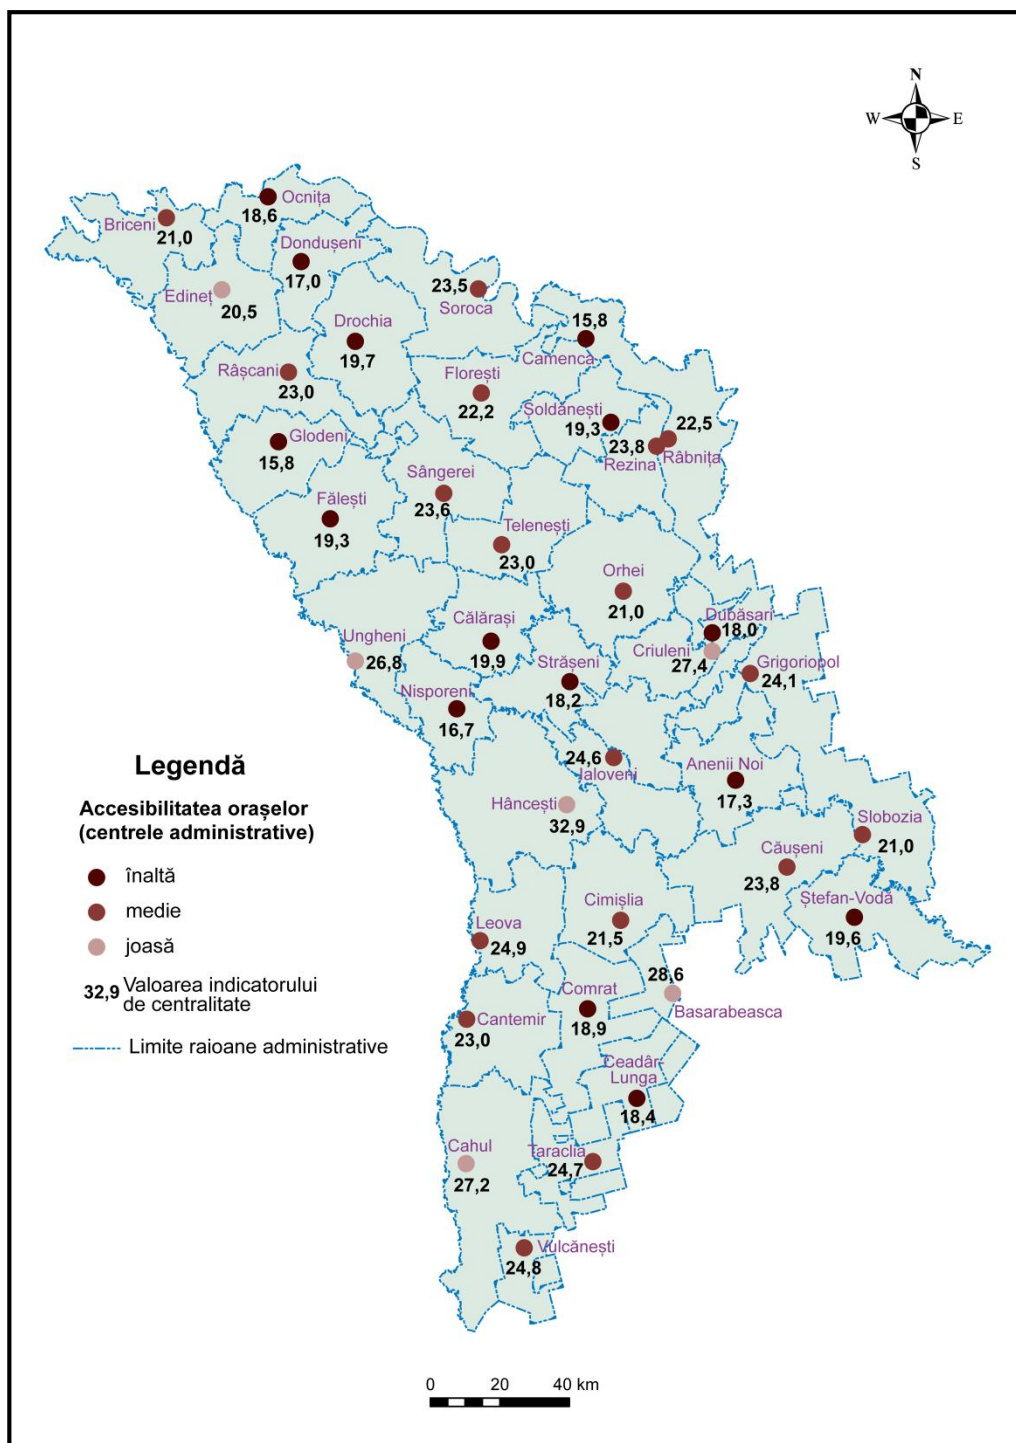 N
W E
S
Ocnița
18,6
Briceni
21,0
Dondușeni
17,0
Edineț
20,5
23,5
Soroca
Drochia
19,7
15,8
Camenca
Râșcani
23,0
Florești
22,2
Șoldănești
19,3
22,5
Râbnița
23,8
Rezina
Glodeni
15,8
Sângerei
23,6
Fălești
19,3
Telenești
23,0
Orhei
21,0
Dubăsari
18,0
Criuleni
27,4
Grigoriopol
24,1
Ungheni
26,8
Călărași
19,9
Strășeni
18,2
Nisporeni
16,7
24,6
Ialoveni
Anenii Noi
17,3
Hâncești
32,9
Slobozia
21,0
Căușeni
23,8
Ștefan-Vodă
19,6
Cimișlia
21,5
Leova
24,9
28,6
Basarabeasca
Comrat
18,9
Cantemir
23,0
Ceadâr-
Lunga
18,4
Cahul
27,2
Taraclia
24,7
Vulcănești
24,8
Legendă
Accesibilitatea orașelor
(centrele administrative)
înaltă
medie
joasă
32,9 Valoarea indicatorului
de centralitate
Limite raioane administrative
0 20 40 km